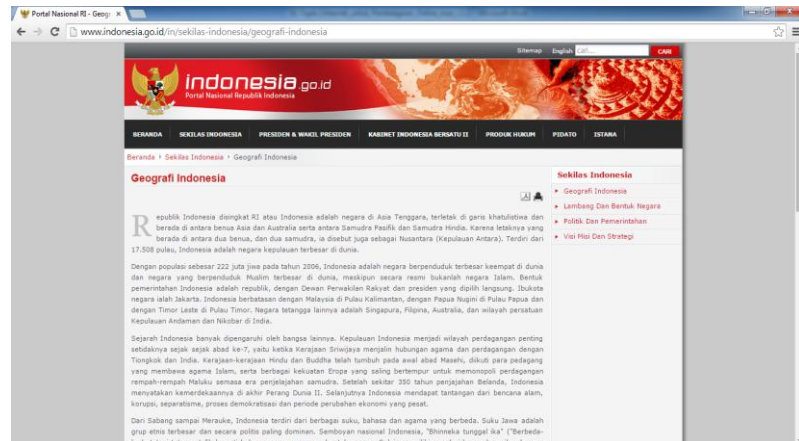 Portal Nasional RI - Geogr
www.indonesia.go.id/in/sekilas-indonesia/geografi-indonesia
Sitemap English Cari... CARI
indonesia.go.id
Portal Nasional Republik Indonesia
BERANDA SEKILAS INDONESIA PRESIDEN & WAKIL PRESIDEN KABINET INDONESIA BERSATU II PRODUK HUKUM PIDATO ISTANA
Beranda Sekilas Indonesia Geografi Indonesia
Geografi Indonesia
Republik Indonesia disingkat RI atau Indonesia adalah negara di Asia Tenggara, terletak di garis khatulistiwa dan
berada di antara benua Asia dan Australia serta antara Samudra Pasifik dan Samudra Hindia. Karena letaknya yang
berada di antara dua benua, dan dua samudra, ia disebut juga sebagai Nusantara (Kepulauan Antara). Terdiri dari
17.508 pulau, Indonesia adalah negara kepulauan terbesar di dunia.
Dengan populasi sebesar 222 juta jiwa pada tahun 2006, Indonesia adalah negara berpenduduk terbesar keempat di dunia
dan negara yang berpenduduk Muslim terbesar di dunia, meskipun secara resmi bukanlah negara Islam. Bentuk
pemerintahan Indonesia adalah republik, dengan Dewan Perwakilan Rakyat dan presiden yang dipilih langsung. Ibukota
negara ialah Jakarta. Indonesia berbatasan dengan Malaysia di Pulau Kalimantan, dengan Papua Nugini di Pulau Papua dan
dengan Timor Leste di Pulau Timor. Negara tetangga lainnya adalah Singapura, Filipina, Australia, dan wilayah persatuan
Kepulauan Andaman dan Nikobar di India.
Sejarah Indonesia banyak dipengaruhi oleh bangsa lainnya. Kepulauan Indonesia menjadi wilayah perdagangan penting
setidaknya sejak sejak abad ke-7, yaitu ketika Kerajaan Sriwijaya menjalin hubungan agama dan perdagangan dengan
Tiongkok dan India. Kerajaan-kerajaan Hindu dan Buddha telah tumbuh pada awal abad Masehi, diikuti para pedagang
yang membawa agama Islam, serta berbagai kekuatan Eropa yang saling bertempur untuk memonopoli perdagangan
rempah-rempah Maluku semasa era penjelajahan samudra. Setelah sekitar 350 tahun penjajahan Belanda, Indonesia
menyatakan kemerdekaannya di akhir Perang Dunia II. Selanjutnya Indonesia mendapat tantangan dari bencana alam,
korupsi, separatisme, proses demokratisasi dan periode perubahan ekonomi yang pesat.
Dari Sabang sampai Merauke, Indonesia terdiri dari berbagai suku, bahasa dan agama yang berbeda. Suku Jawa adalah
grup etnis terbesar dan secara politis paling dominan. Semboyan nasional Indonesia, "Bhinneka tunggal ika" ("Berbeda-
Sekilas Indonesia
Geografi Indonesia
Lambang Dan Bentuk Negara
Politik Dan Pemerintahan
Visi Misi Dan Strategi